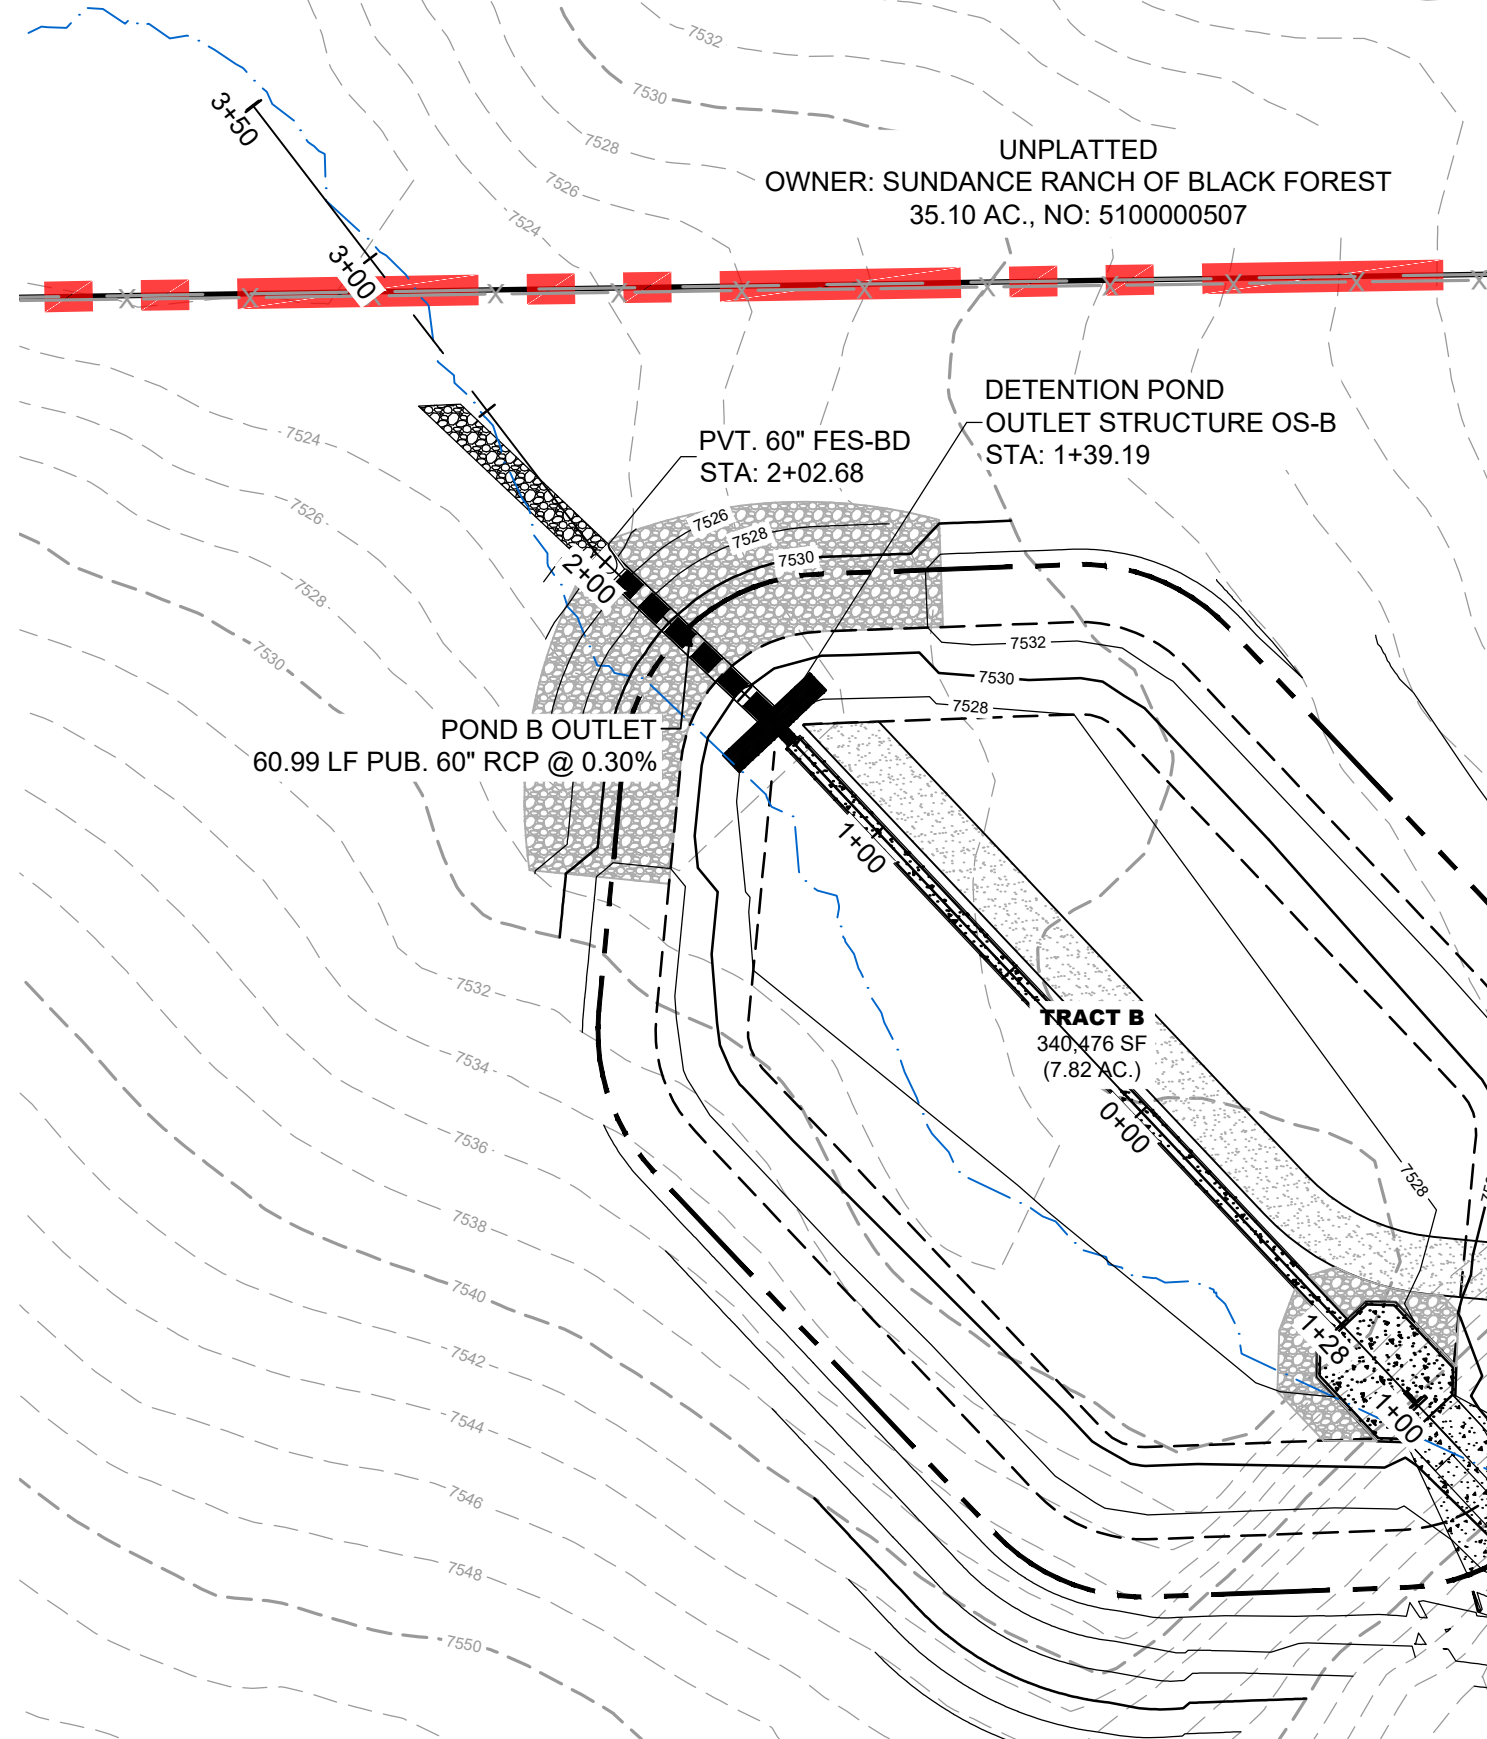 7532
7530
7528
7526
7524
3+50
3+00
UNPLATTED
OWNER: SUNDANCE RANCH OF BLACK FOREST
35.10 AC., NO: 5100000507
DETENTION POND
OUTLET STRUCTURE OS-B
STA: 1+39.19
PVT. 60" FES-BD
STA: 2+02.68
7524
7526
7528
7530
7526
7528
7530
2+00
7532
7530
7528
POND B OUTLET
60.99 LF PUB. 60" RCP @ 0.30%
1+00
7532
7534
7536
7538
7540
7542
7544
7546
7548
7550
TRACT B
340,476 SF
(7.82 AC.)
0+00
7528
1+28
1+00